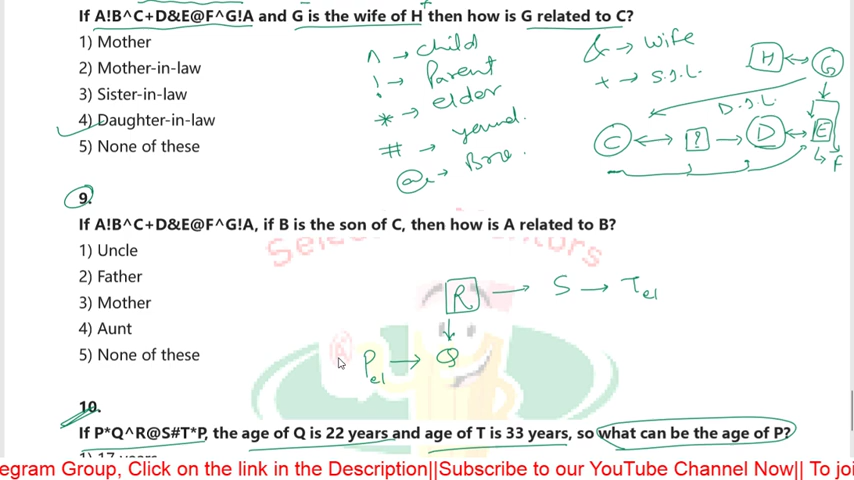 If A!B^C+D&E@F^G!A and G is the wife of H then how is G related to C?
1) Mother
2) Mother-in-law
3) Sister-in-law
4) Daughter-in-law
5) None of these
^ → child
! → Parent
* → elder
# → yound.
@ → Bro.
& → Wife
+ → S.I.L.
H ↔ G
D.I.L.
C ↔ ? → D ↔ E
↳ F
9.
If A!B^C+D&E@F^G!A, if B is the son of C, then how is A related to B?
1) Uncle
2) Father
3) Mother
4) Aunt
5) None of these
R → S → T el
P el → Q
10.
If P*Q^R@S#T*P, the age of Q is 22 years and age of T is 33 years, so what can be the age of P?
1) 17 years
elegram Group, Click on the link in the Description||Subscribe to our YouTube Channel Now|| To joi